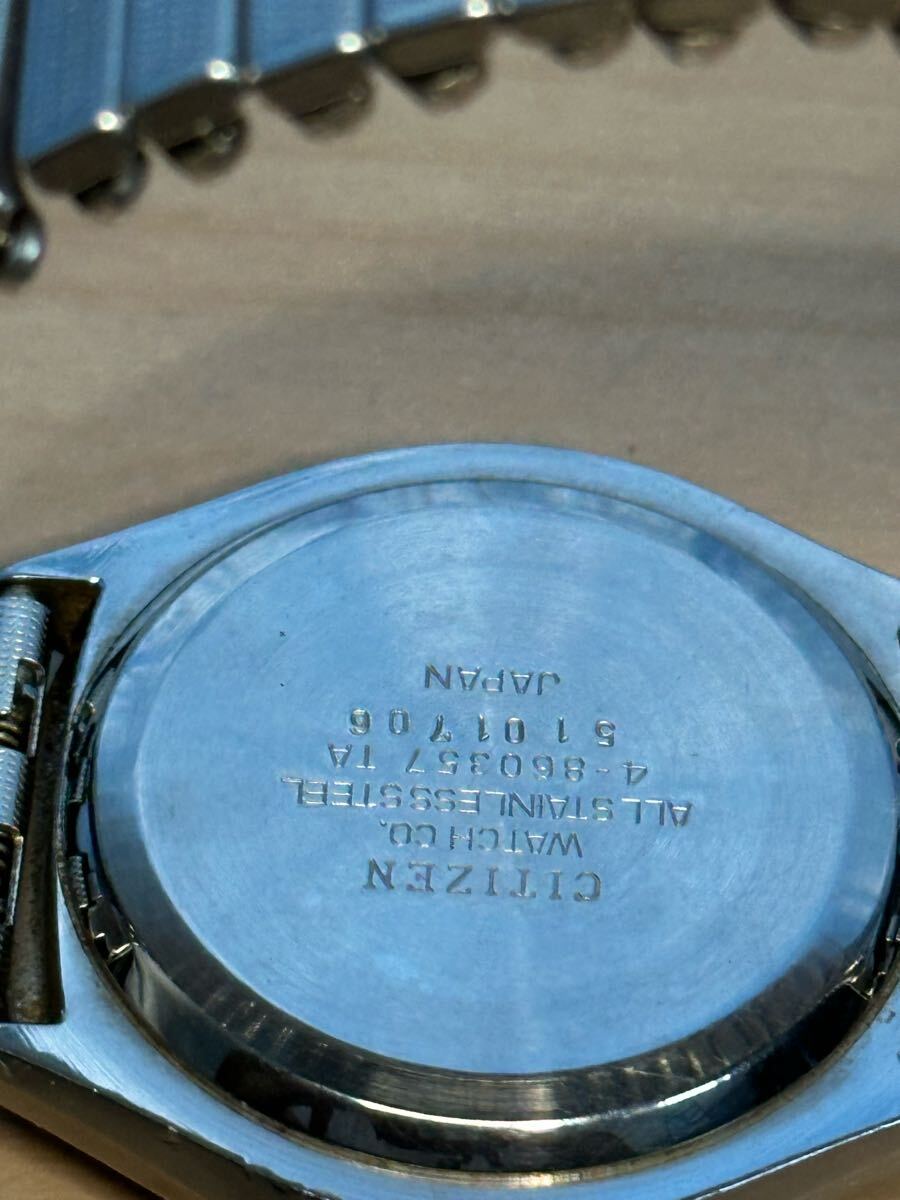 CITIZEN
WATCH CO.
ALL STAINLESS STEEL
4-860357 TA
5101706
JAPAN